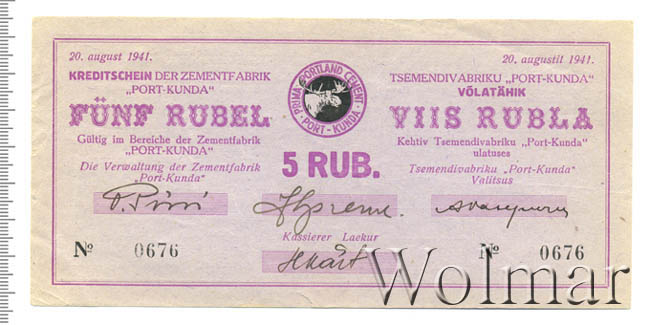 20. august 1941.
KREDITSCHEIN DER ZEMENTFABRIK
„PORT-KUNDA".
FÜNF RUBEL
Gültig im Bereiche der Zementfabrik
"PORT-KUNDA"
Die Verwaltung der Zementfabrik
„Port-Kunda"
PRIMA PORTLAND CEMENT
· PORT-KUNDA ·
5 RUB.
20. augustil 1941.
TSEMENDIVABRIKU „PORT-KUNDA"
VÕLATÄHIK
VIIS RUBLA
Kehtiv Tsemendivabriku „Port-Kunda"
ulatuses
Tsemendivabriku „Port-Kunda"
Valitsus
Kassierer Laekur
№ 0676
№ 0676
Wolmar